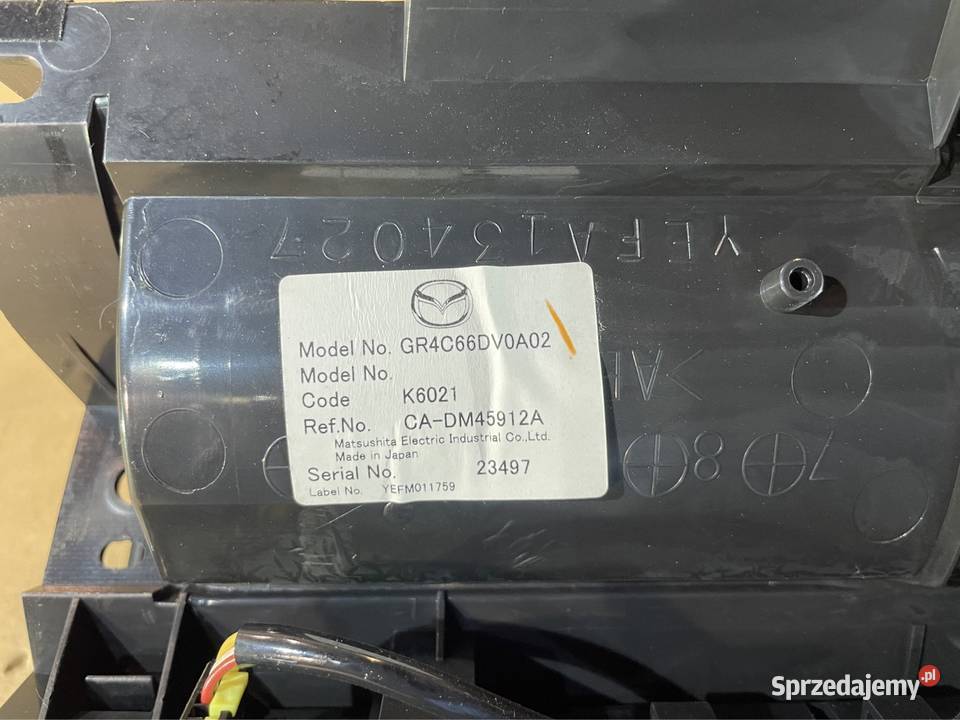 YEFA134027
Model No. GR4C66DV0A02
Model No.
Code K6021
Ref.No. CA-DM45912A
Matsushita Electric Industrial Co.,Ltd.
Made in Japan
Serial No. 23497
Label No. YEFM011759
7 8
Sprzedajemy.pl